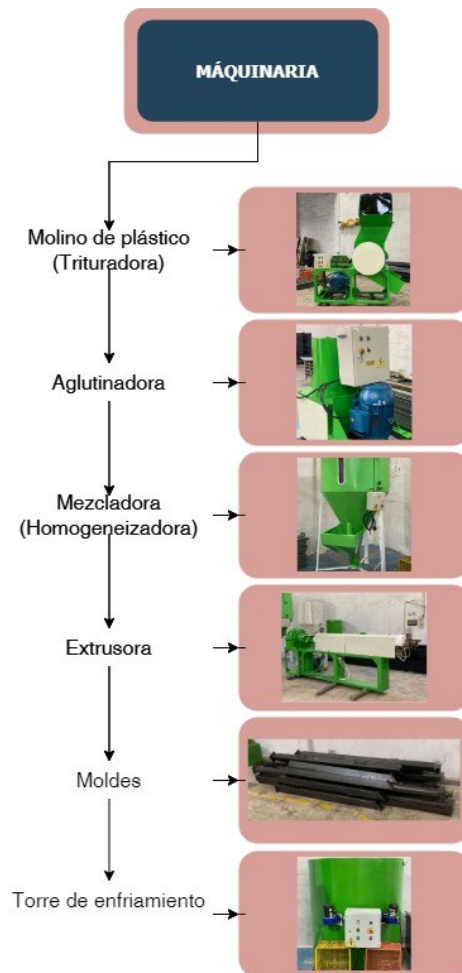 MÁQUINARIA
Molino de plástico
(Trituradora)
Aglutinadora
Mezcladora
(Homogeneizadora)
Extrusora
Moldes
Torre de enfriamiento